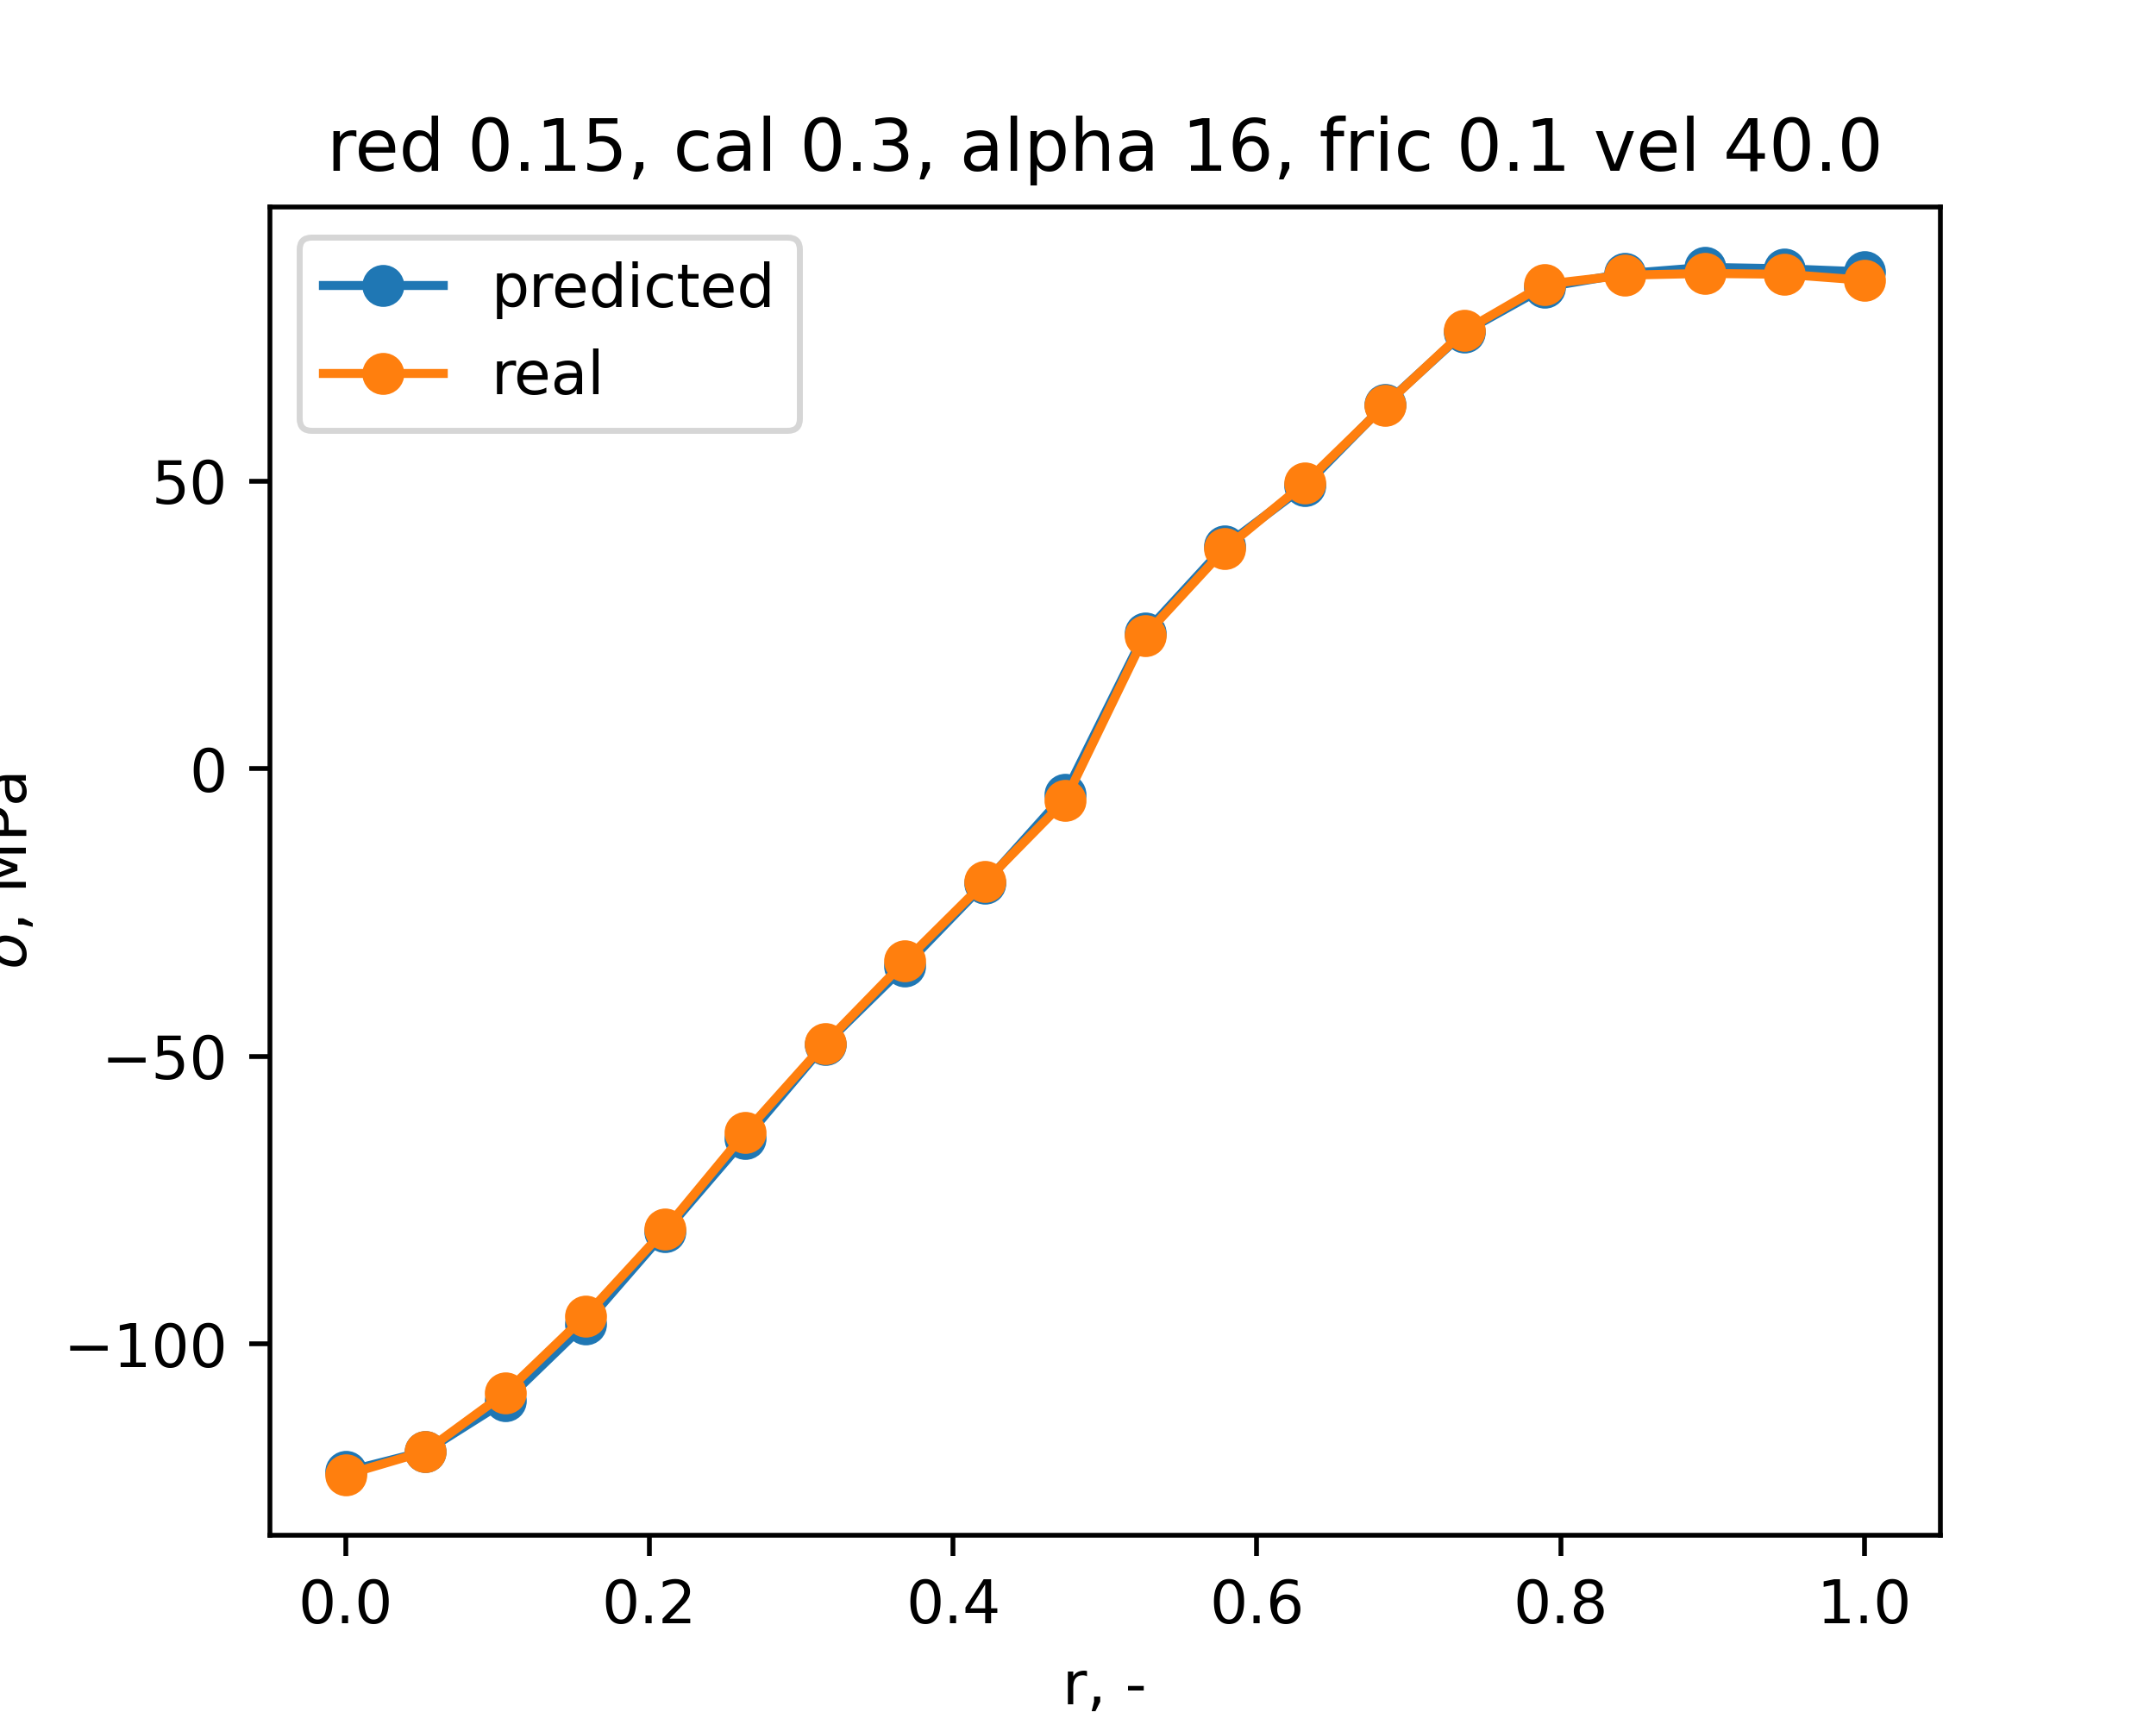 red 0.15, cal 0.3, alpha 16, fric 0.1 vel 40.0
predicted
real
50
0
−50
−100
σ, MPa
0.0 0.2 0.4 0.6 0.8 1.0
r, -